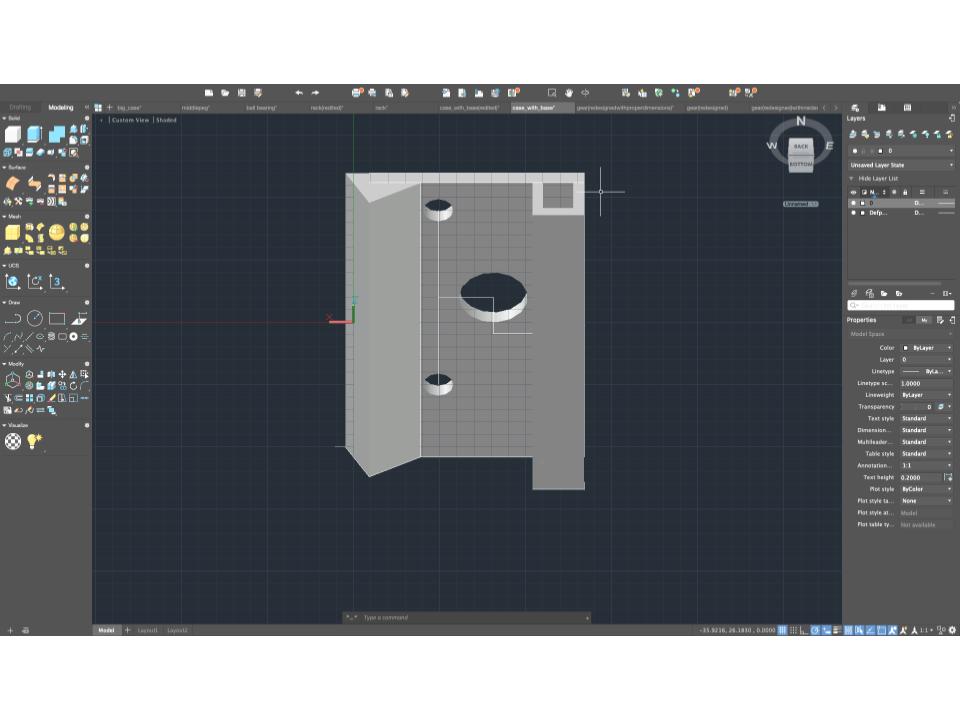 Drafting Modeling
big_case*
middlepeg*
ball bearing*
rack(redited)*
rack*
case_with_base(redited)*
case_with_base*
gear(redesignedwithproperdimensions)*
gear(redesigned)
Custom View | Shaded
Solid
Surface
Mesh
UCS
Draw
Modify
Visualize
N
W
E
BACK
BOTTOM
Unnamed
X
Layers
0
Unsaved Layer State
Hide Layer List
N...
0 D...
Defp... D...
Properties
Model Space
Color ByLayer
Layer 0
Linetype ByLa...
Linetype sc... 1.0000
Lineweight ByLayer
Transparency 0
Text style Standard
Dimension... Standard
Multileader... Standard
Table style Standard
Annotation... 1:1
Text height 0.2000
Plot style ByColor
Plot style ta... None
Plot style at... Model
Plot table ty... Not available
Type a command
Model + Layout1 Layout2
-35.9216, 26.1830, 0.0000
1:1